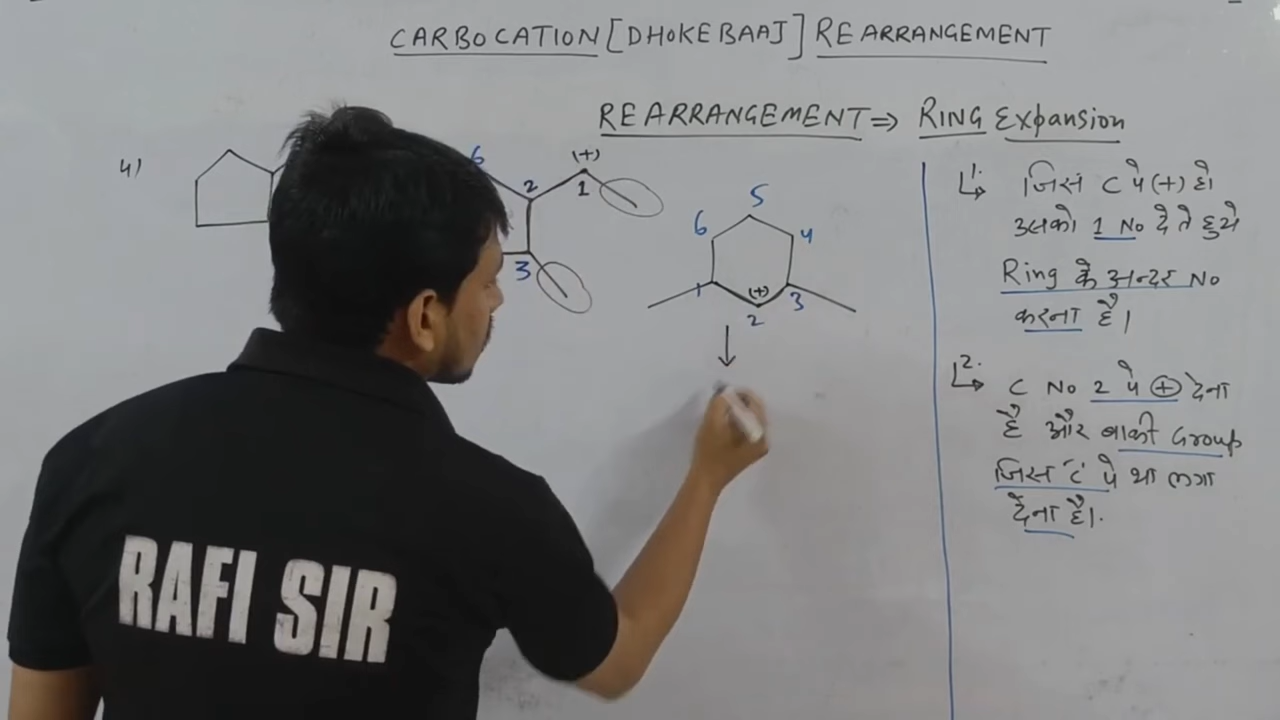 CARBOCATION [DHOKEBAAJ] REARRANGEMENT
REARRANGEMENT ⇒ RING Expansion
4)
6
2
(+)
1
3
5
6
4
1
(+)
2
3
1.
जिस C पे (+) हो
उसको 1 No देते हुये
Ring के अन्दर No
करना है।
2.
C No 2 पे ⊕ देना
है और बाकी Group
जिस 'C' पे था लगा
देना है।.
RAFI SIR